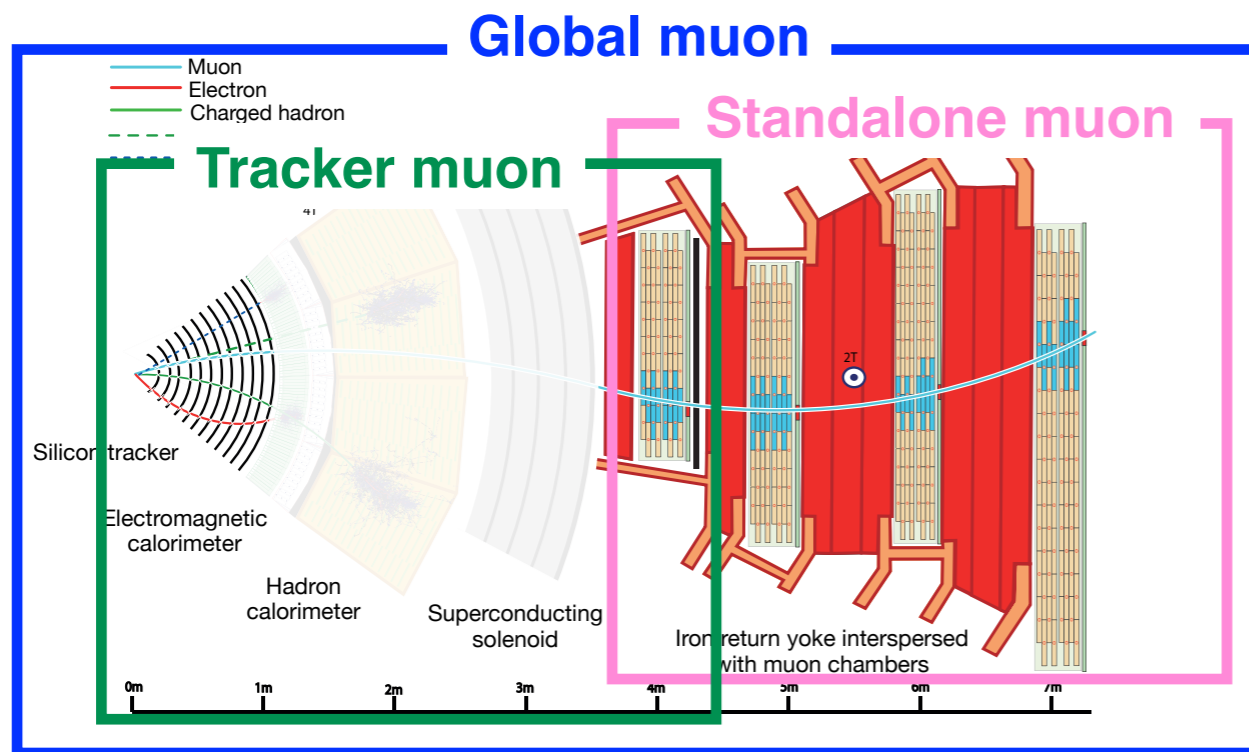 Global muon
Muon
Electron
Charged hadron
Standalone muon
Tracker muon
4T
2T
Silicon tracker
Electromagnetic
calorimeter
Hadron
calorimeter
Superconducting
solenoid
Iron return yoke interspersed
with muon chambers
0m 1m 2m 3m 4m 5m 6m 7m